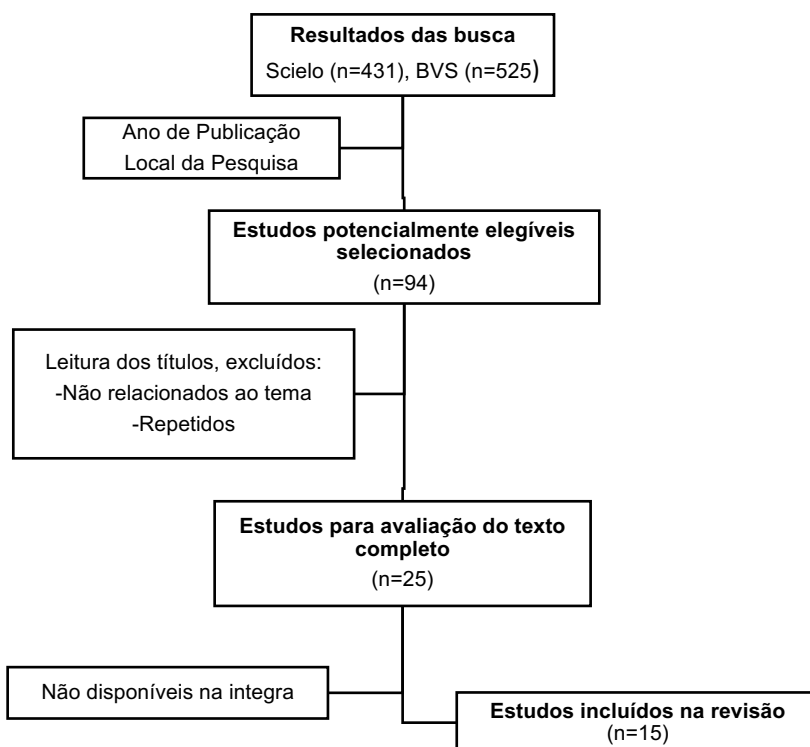 Resultados das busca
Scielo (n=431), BVS (n=525)
Ano de Publicação
Local da Pesquisa
Estudos potencialmente elegíveis
selecionados
(n=94)
Leitura dos títulos, excluídos:
-Não relacionados ao tema
-Repetidos
Estudos para avaliação do texto
completo
(n=25)
Não disponíveis na integra
Estudos incluídos na revisão
(n=15)